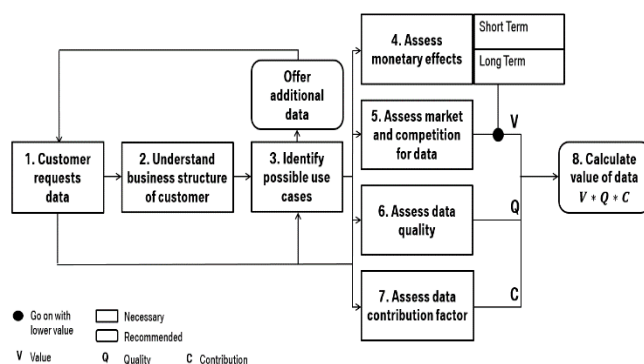 4. Assess
monetary effects
Short Term
Long Term
Offer
additional
data
5. Assess market
and competition
for data
V
1. Customer
requests
data
2. Understand
business structure
of customer
3. Identify
possible use
cases
8. Calculate
value of data
V * Q * C
6. Assess data
quality
Q
7. Assess data
contribution factor
C
Go on with
lower value
Necessary
Recommended
V Value
Q Quality
C Contribution